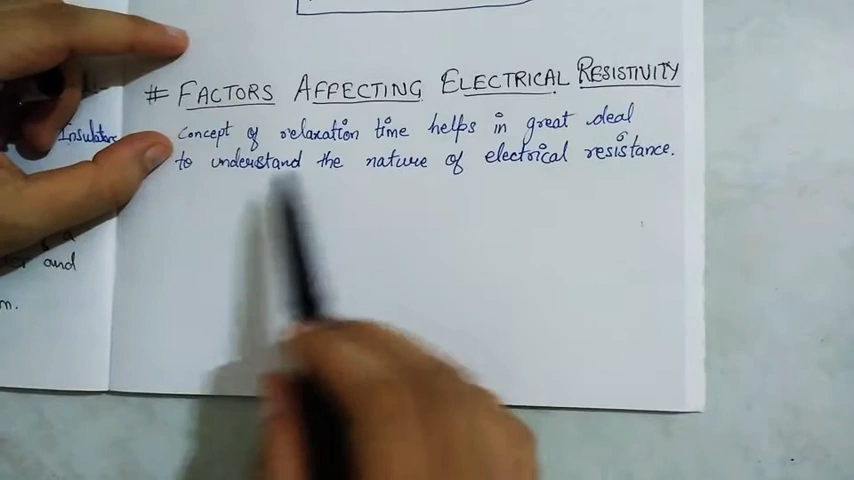 # FACTORS AFFECTING ELECTRICAL RESISTIVITY
Concept of relaxation time helps in great deal
to understand the nature of electrical resistance.
Insulators
a
and
m.